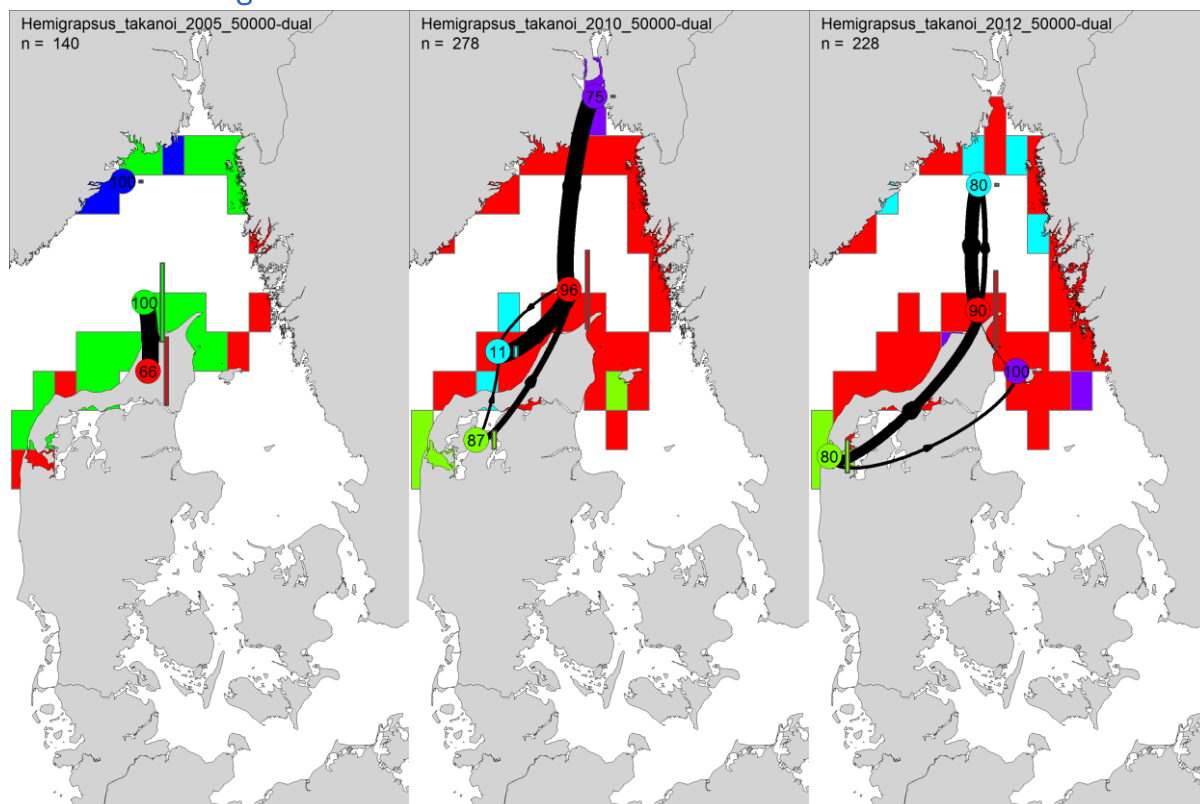 Hemigrapsus_takanoi_2005_50000-dual
n = 140
100
100
66
Hemigrapsus_takanoi_2010_50000-dual
n = 278
75
96
11
87
Hemigrapsus_takanoi_2012_50000-dual
n = 228
80
90
100
80